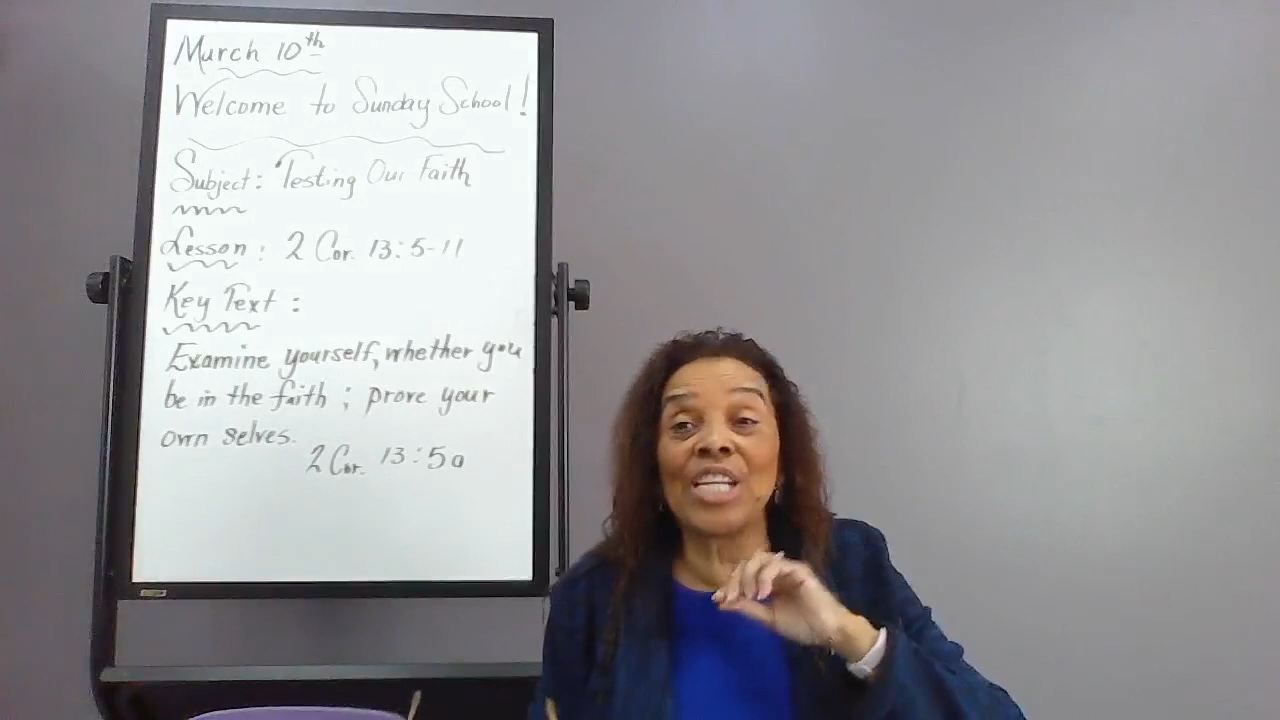 March 10th
Welcome to Sunday School!
Subject: Testing Our Faith
Lesson: 2 Cor. 13:5-11
Key Text:
Examine yourself, whether you
be in the faith; prove your
own selves.
2 Cor. 13:5a